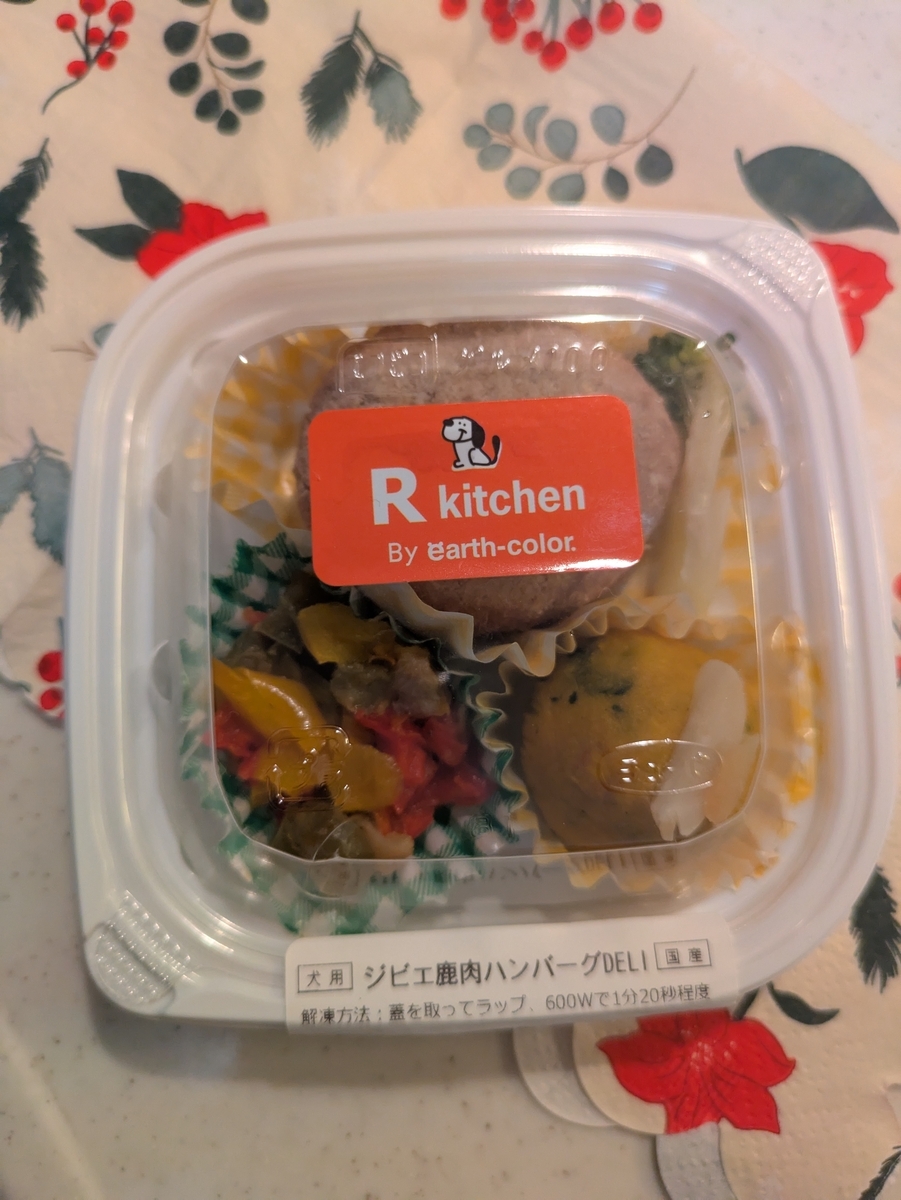 R kitchen
By earth-color.
犬用 ジビエ鹿肉ハンバーグDELI 国産
解凍方法：蓋を取ってラップ、600Wで1分20秒程度